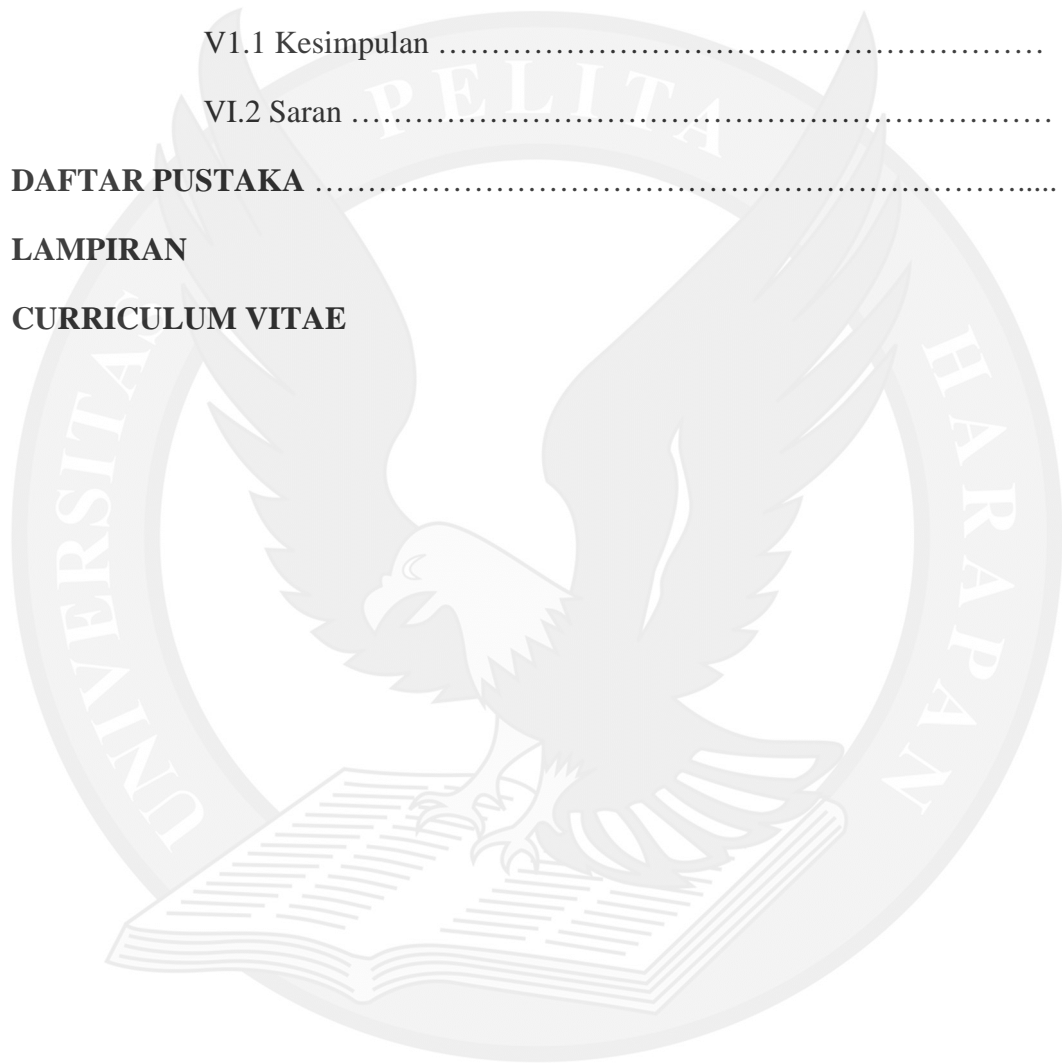 V1.1 Kesimpulan ……………………………………………………
VI.2 Saran …………………………………………………………
DAFTAR PUSTAKA ………………………………………………………….....
LAMPIRAN
CURRICULUM VITAE
UNIVERSITAS PELITA HARAPAN